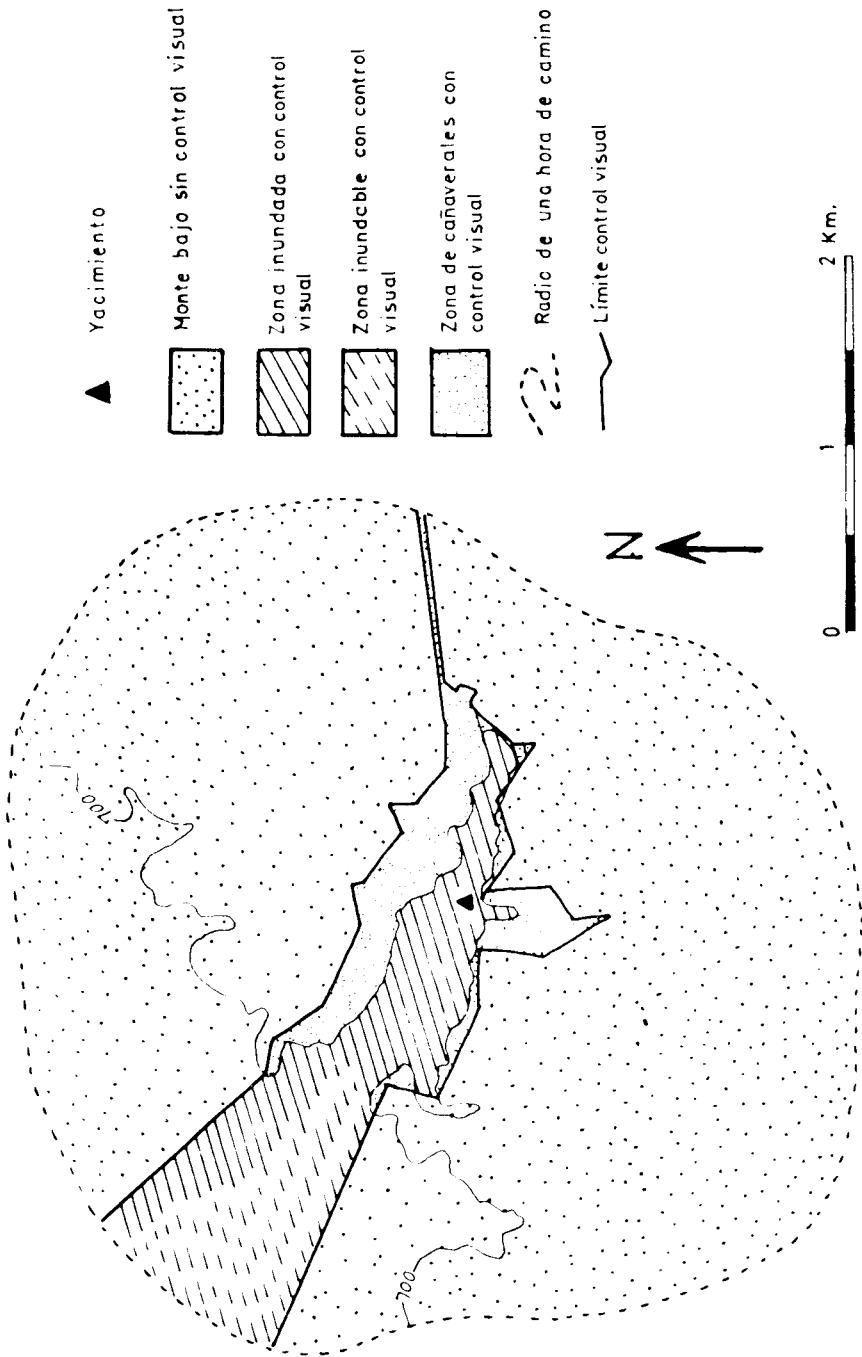 Yacimiento
Monte bajo sin control visual
Zona inundada con control
visual
Zona inundcble con control
visual
Zona de cañaverales con
control visual
Radio de una hora de camino
Límite control visual
700
700
N
0 1 2 Km.